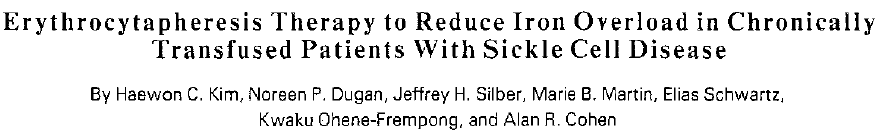 Erythrocytapheresis Therapy to Reduce Iron Overload in Chronically
Transfused Patients With Sickle Cell Disease
By Haewon C. Kim, Noreen P. Dugan, Jeffrey H. Silber, Marie B. Martin, Elias Schwartz,
Kwaku Ohene-Frempong, and Alan R. Cohen